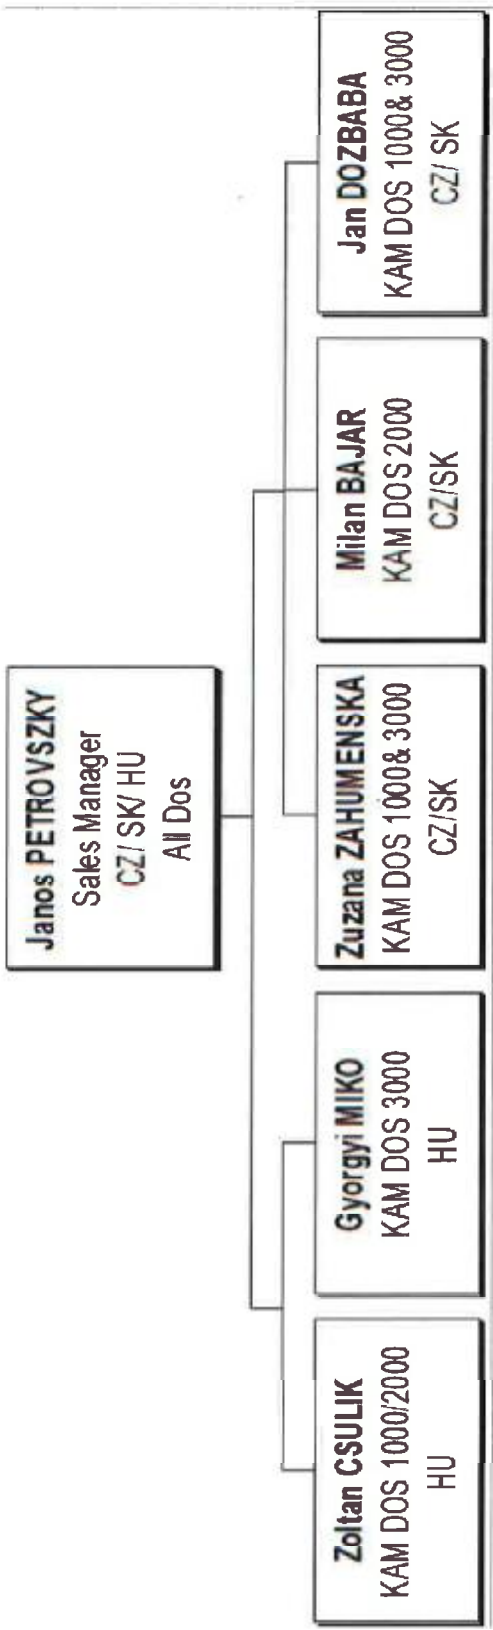 Janos PETROVSZKY
Sales Manager
CZ/ SK/ HU
All Dos
Zoltan CSULIK
KAM DOS 1000/2000
HU
Gyorgyi MIKO
KAM DOS 3000
HU
Zuzana ZAHUMENSKA
KAM DOS 1000& 3000
CZ/SK
Milan BAJAR
KAM DOS 2000
CZ/SK
Jan DOZBABA
KAM DOS 1000& 3000
CZ/ SK